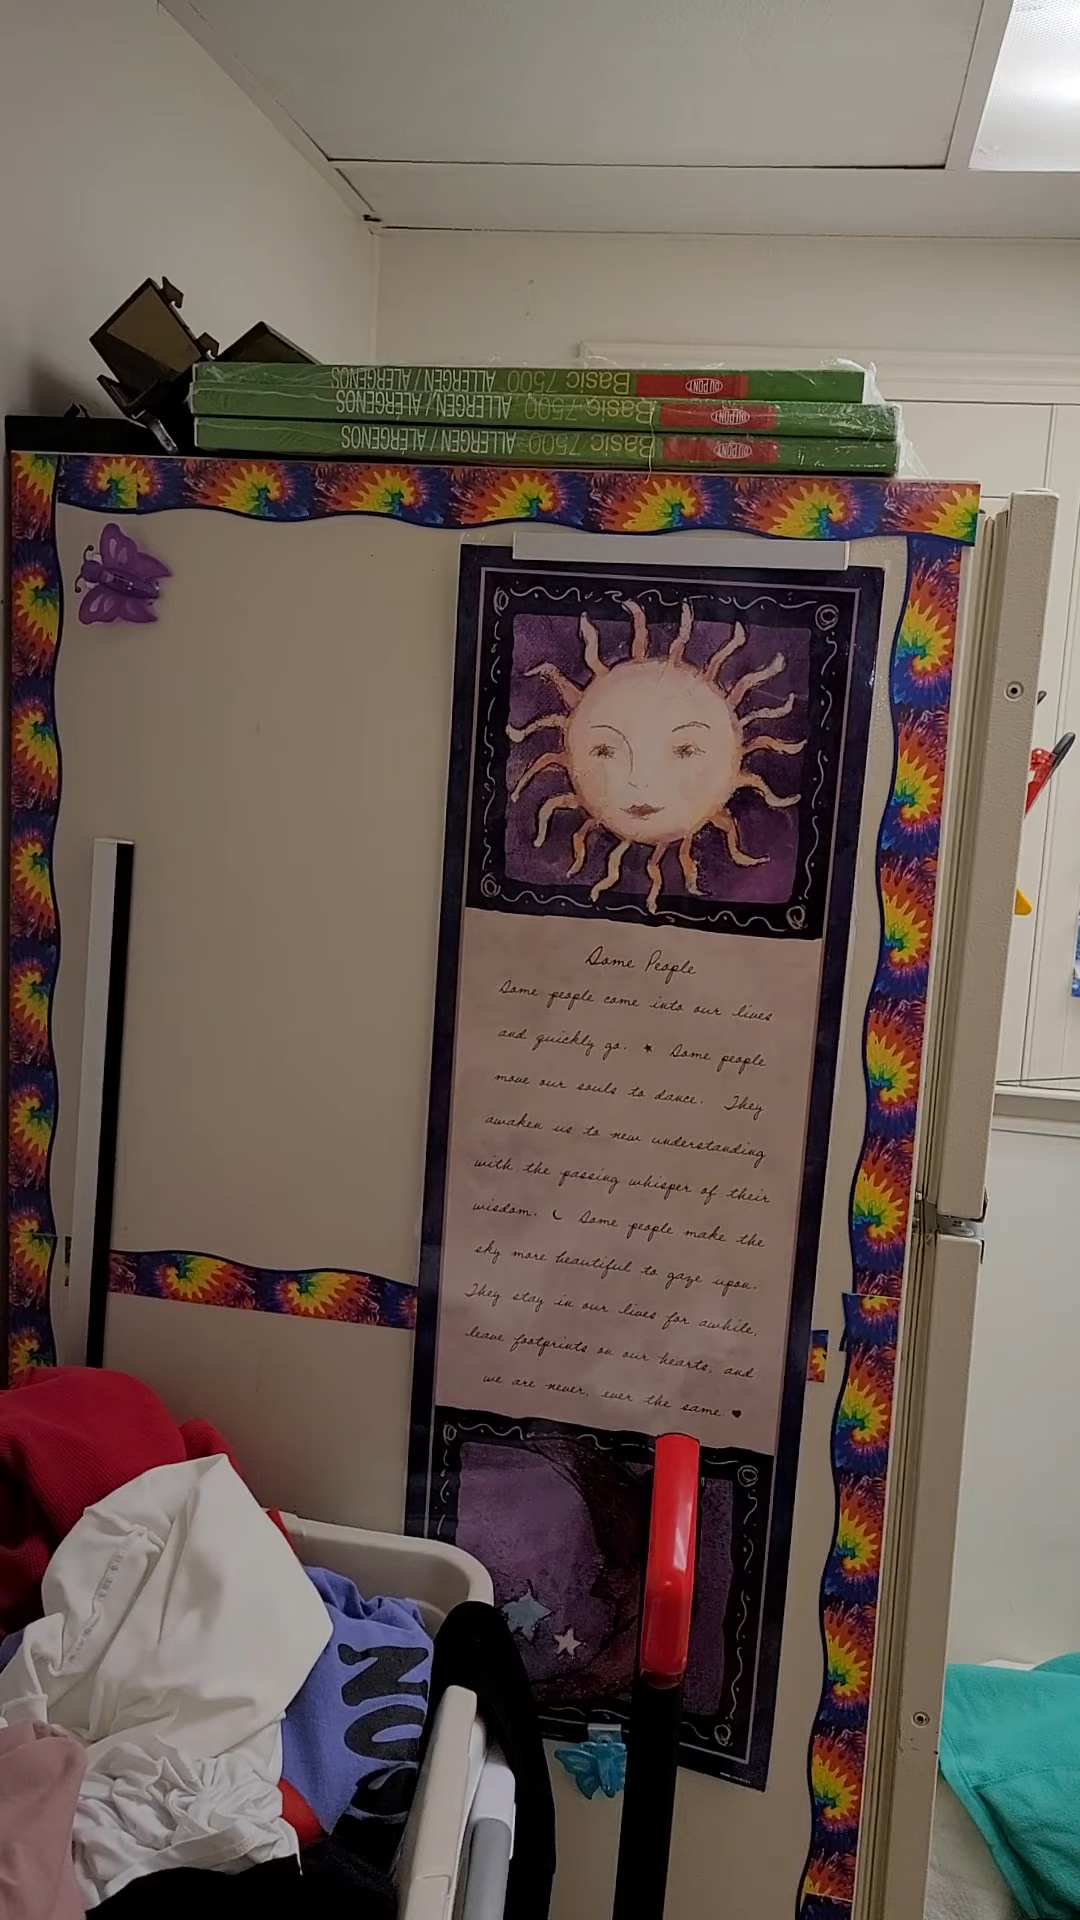 ALLERGEN / ALÉRGENOS Basic 7500 DUPONT
ALLERGEN / ALÉRGENOS Basic 7500 DUPONT
ALLERGEN / ALÉRGENOS Basic 7500 DUPONT
Some People
Some people come into our lives
and quickly go. ★ Some people
move our souls to dance. They
awaken us to new understanding
with the passing whisper of their
wisdom. ☾ Some people make the
sky more beautiful to gaze upon.
They stay in our lives for awhile,
leave footprints on our hearts, and
we are never, ever the same ♥